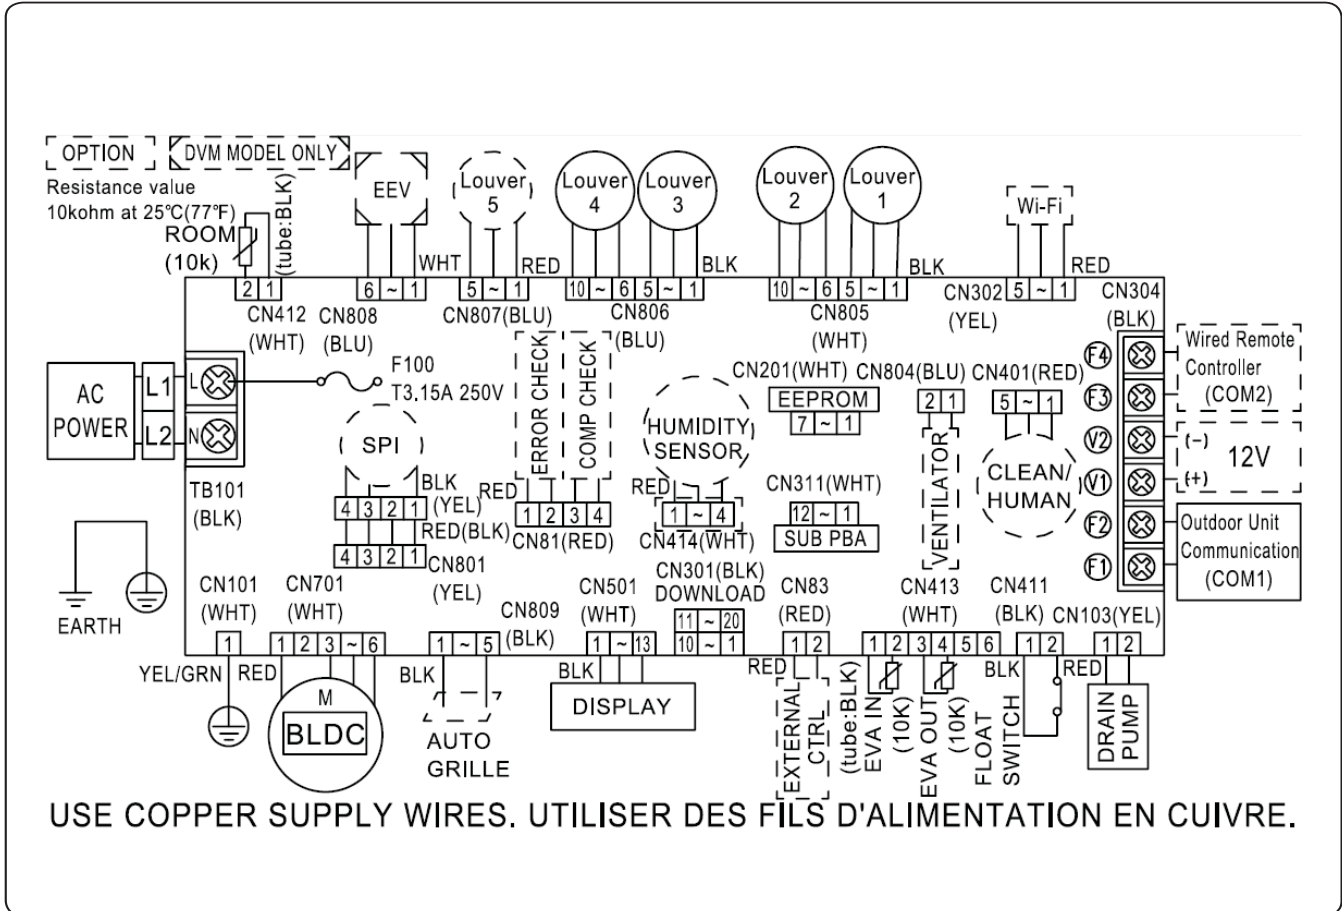 OPTION
DVM MODEL ONLY
Resistance value
10kohm at 25℃(77℉)
ROOM
(10k)
(tube:BLK)
EEV
Louver
5
Louver
4
Louver
3
Louver
2
Louver
1
Wi-Fi
WHT
RED
BLK
BLK
RED
2 1
6 ~ 1
5 ~ 1
10 ~ 6 5 ~ 1
10 ~ 6 5 ~ 1
5 ~ 1
CN412
(WHT)
CN808
(BLU)
CN807(BLU)
CN806
(BLU)
CN805
(WHT)
CN302
(YEL)
CN304
(BLK)
AC
POWER
L1
L2
L
N
TB101
(BLK)
F100
T3.15A 250V
SPI
BLK
(YEL)
4 3 2 1
RED(BLK)
4 3 2 1
CN801
(YEL)
ERROR CHECK
COMP CHECK
RED
1 2 3 4
CN81(RED)
HUMIDITY
SENSOR
RED
1 ~ 4
CN414(WHT)
CN201(WHT)
EEPROM
7 ~ 1
CN311(WHT)
12 ~ 1
SUB PBA
CN804(BLU)
2 1
VENTILATOR
CN401(RED)
5 ~ 1
CLEAN/
HUMAN
F4
F3
V2
V1
F2
F1
Wired Remote
Controller
(COM2)
(-)
12V
(+)
Outdoor Unit
Communication
(COM1)
EARTH
CN101
(WHT)
1
YEL/GRN
CN701
(WHT)
1 2 3 ~ 6
RED
M
BLDC
CN809
(BLK)
1 ~ 5
BLK
AUTO
GRILLE
CN501
(WHT)
1 ~ 13
BLK
DISPLAY
CN301(BLK)
DOWNLOAD
11 ~ 20
10 ~ 1
CN83
(RED)
1 2
RED
EXTERNAL
CTRL
CN413
(WHT)
1 2 3 4 5 6
(tube:BLK)
EVA IN
(10K)
EVA OUT
(10K)
CN411
(BLK)
1 2
BLK
FLOAT
SWITCH
CN103(YEL)
1 2
RED
DRAIN
PUMP
USE COPPER SUPPLY WIRES. UTILISER DES FILS D'ALIMENTATION EN CUIVRE.